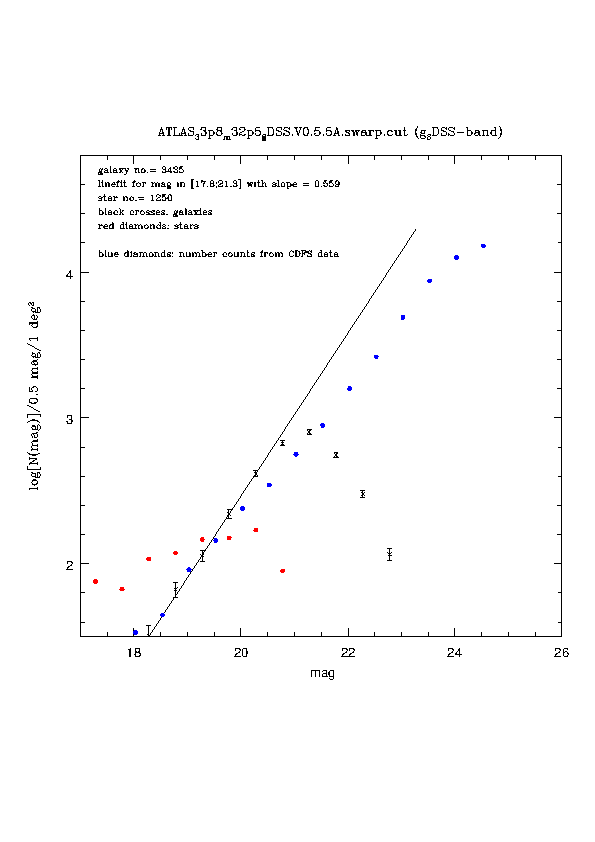 ATLAS_33p8_m32p5_gDSS.V0.5.5A.swarp.cut (g_SDSS-band)
galaxy no.= 3435
linefit for mag in [17.8;21.3] with slope = 0.559
star no.= 1250
black crosses: galaxies
red diamonds: stars
blue diamonds: number counts from CDFS data
log[N(mag)]/0.5 mag/1 deg²
4
3
2
18 20 22 24 26
mag